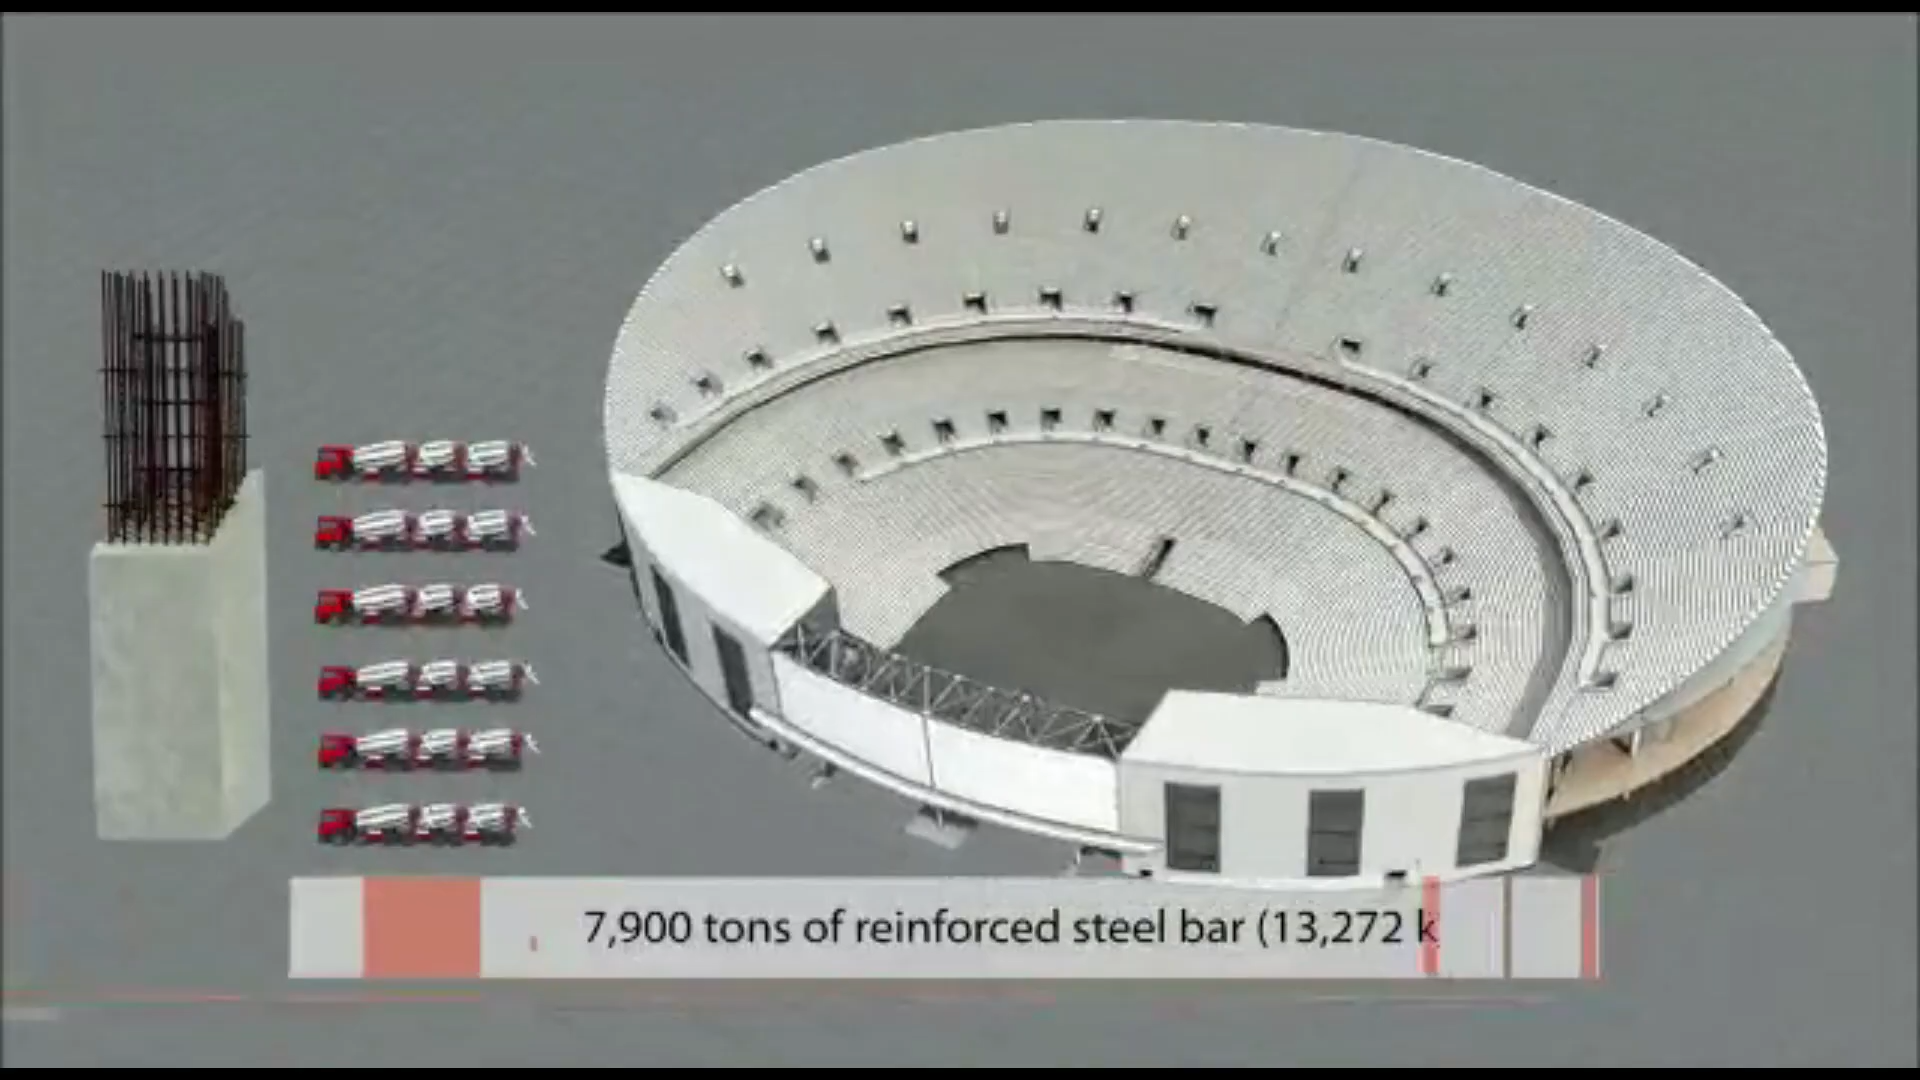 7,900 tons of reinforced steel bar (13,272 k